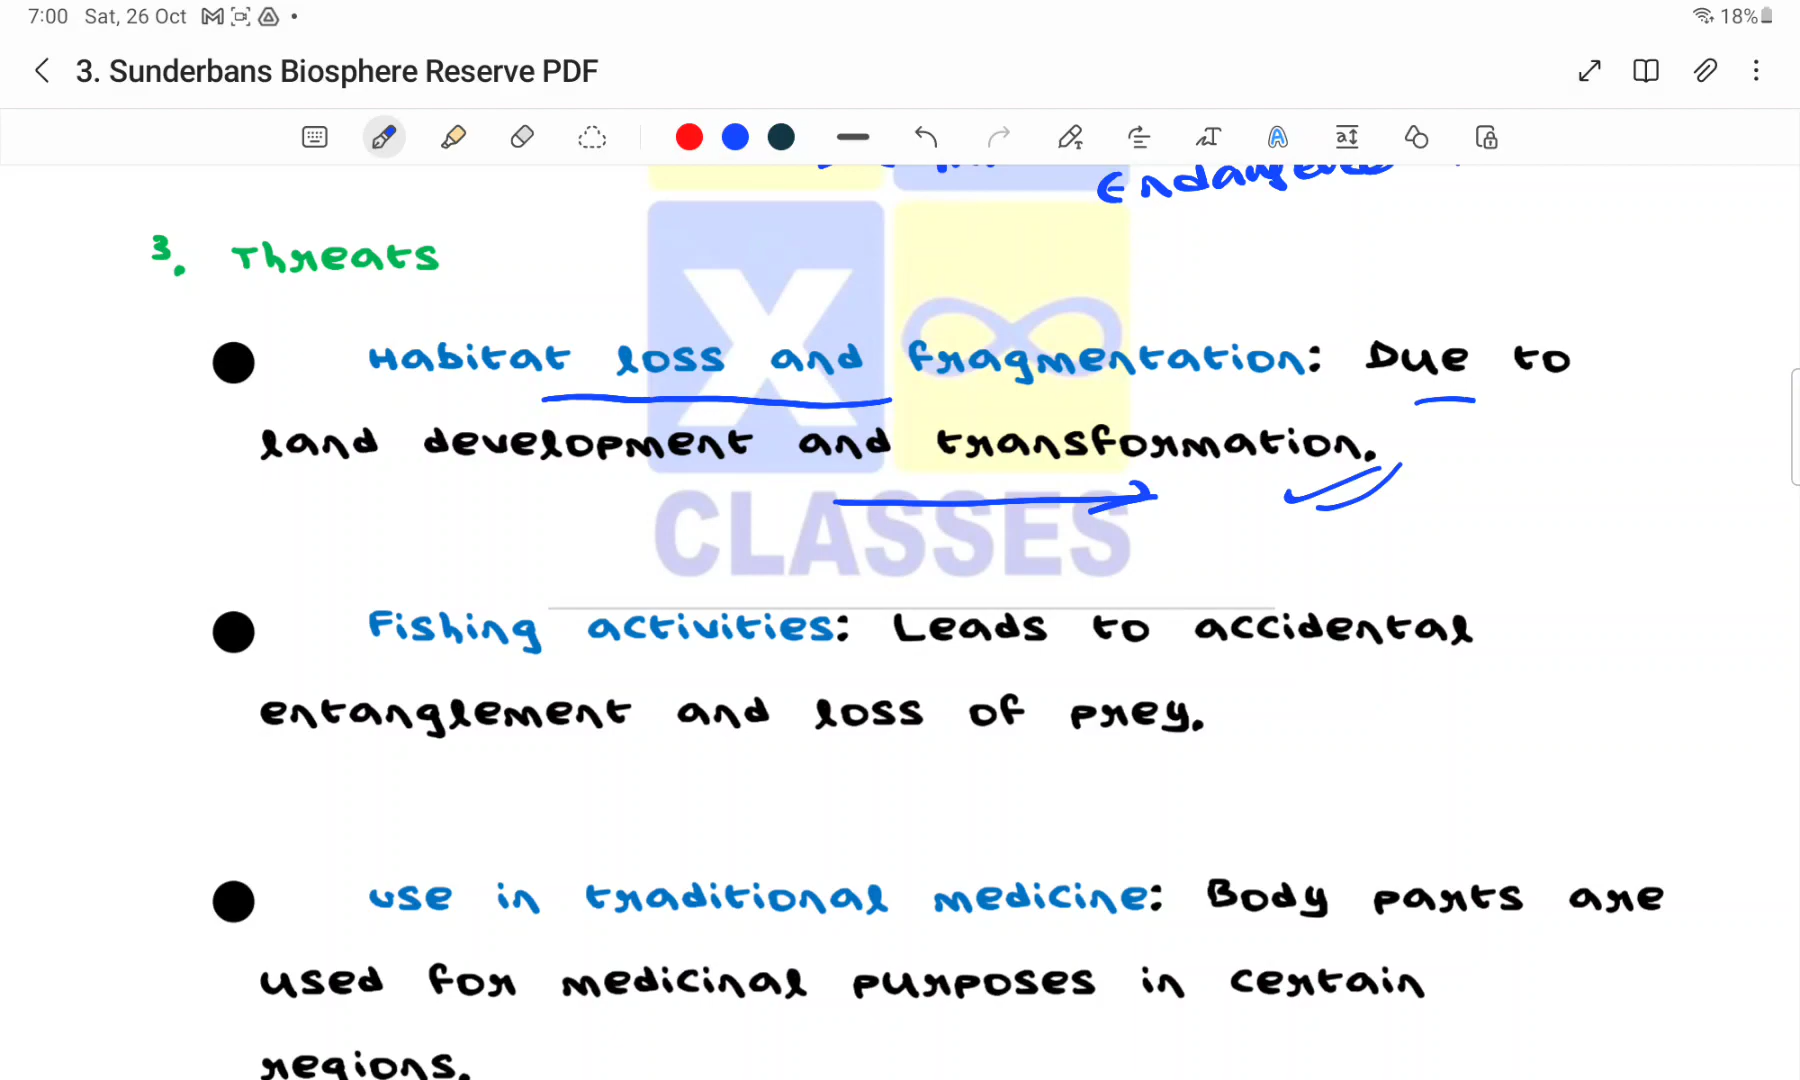 7:00 Sat, 26 Oct
18%
3. Sunderbans Biosphere Reserve PDF
Endangered
3. Threats
Habitat loss and fragmentation: Due to
land development and transformation.
X
CLASSES
Fishing activities: Leads to accidental
entanglement and loss of prey.
use in traditional medicine: Body parts are
used for medicinal purposes in certain
regions.